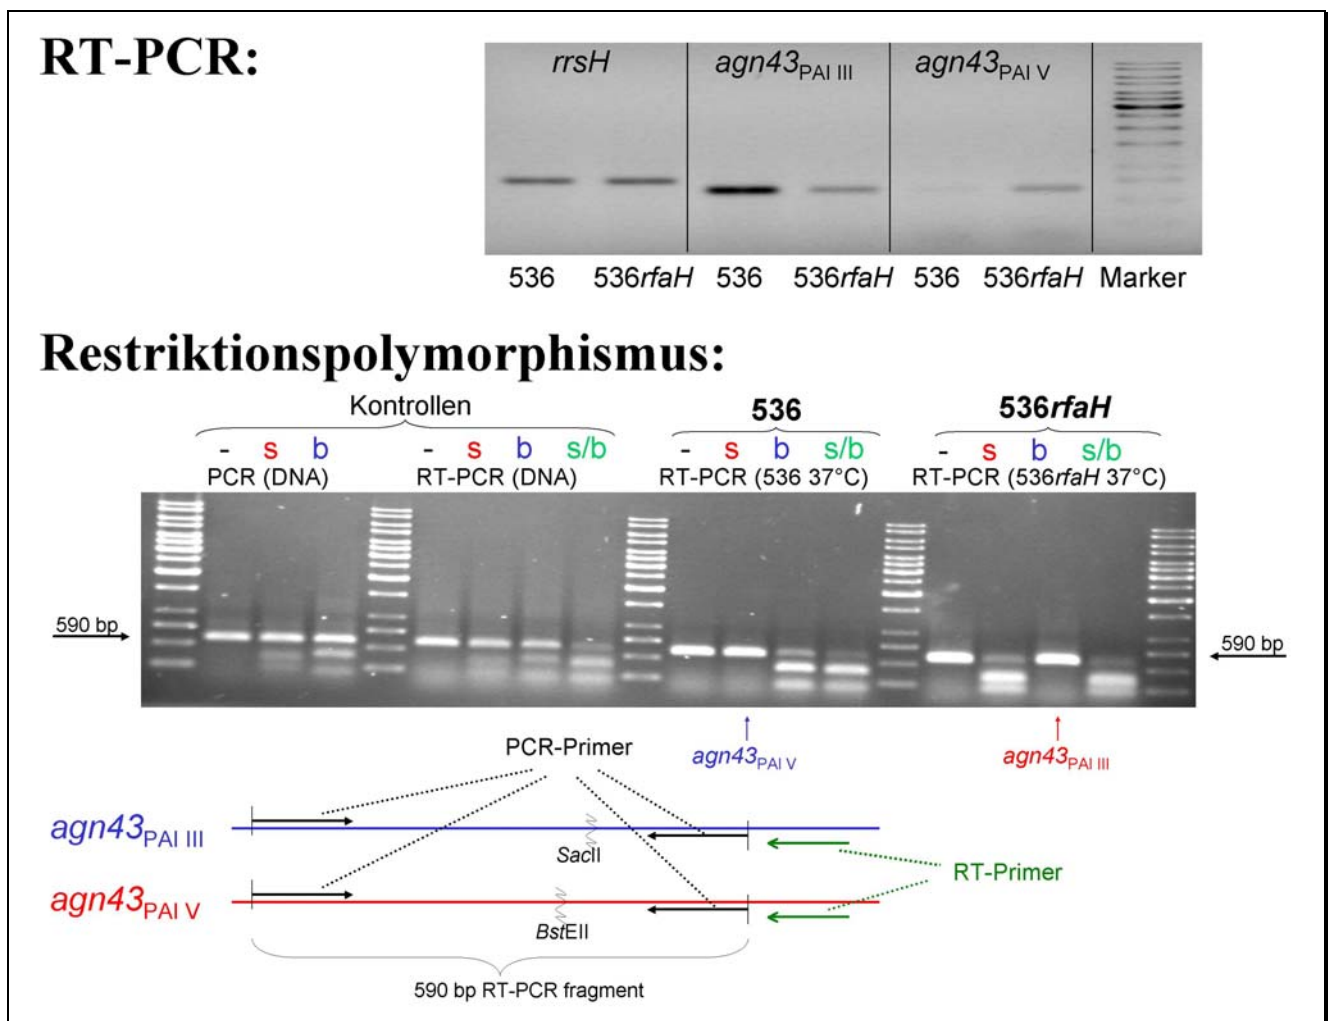 RT-PCR:
rrsH agn43PAI III agn43PAI V
536 536rfaH 536 536rfaH 536 536rfaH Marker
Restriktionspolymorphismus:
Kontrollen 536 536rfaH
- s b - s b s/b - s b s/b - s b s/b
PCR (DNA) RT-PCR (DNA) RT-PCR (536 37°C) RT-PCR (536rfaH 37°C)
590 bp 590 bp
PCR-Primer agn43PAI V agn43PAI III
agn43PAI III
SacII
RT-Primer
agn43PAI V
BstEII
590 bp RT-PCR fragment